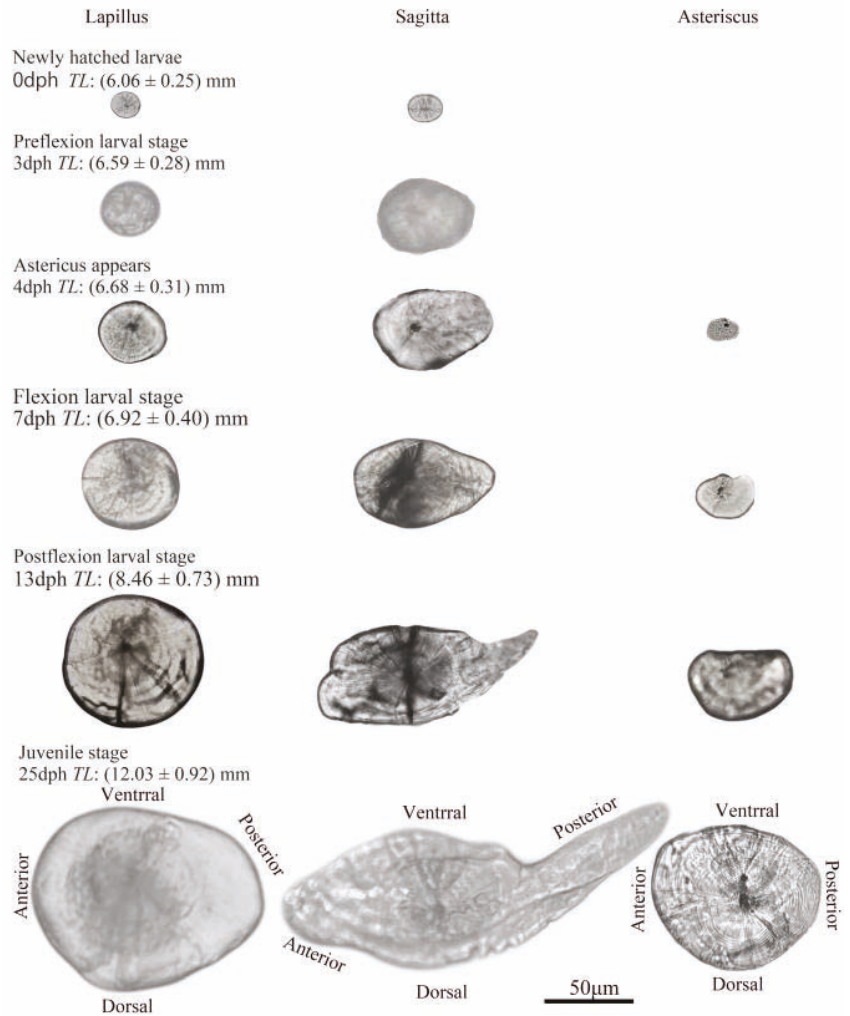 Lapillus
Sagitta
Asteriscus
Newly hatched larvae
0dph TL: (6.06 ± 0.25) mm
Preflexion larval stage
3dph TL: (6.59 ± 0.28) mm
Astericus appears
4dph TL: (6.68 ± 0.31) mm
Flexion larval stage
7dph TL: (6.92 ± 0.40) mm
Postflexion larval stage
13dph TL: (8.46 ± 0.73) mm
Juvenile stage
25dph TL: (12.03 ± 0.92) mm
Ventrral
Anterior
Posterior
Dorsal
Ventrral
Posterior
Anterior
Dorsal
Ventrral
Anterior
Posterior
Dorsal
50μm